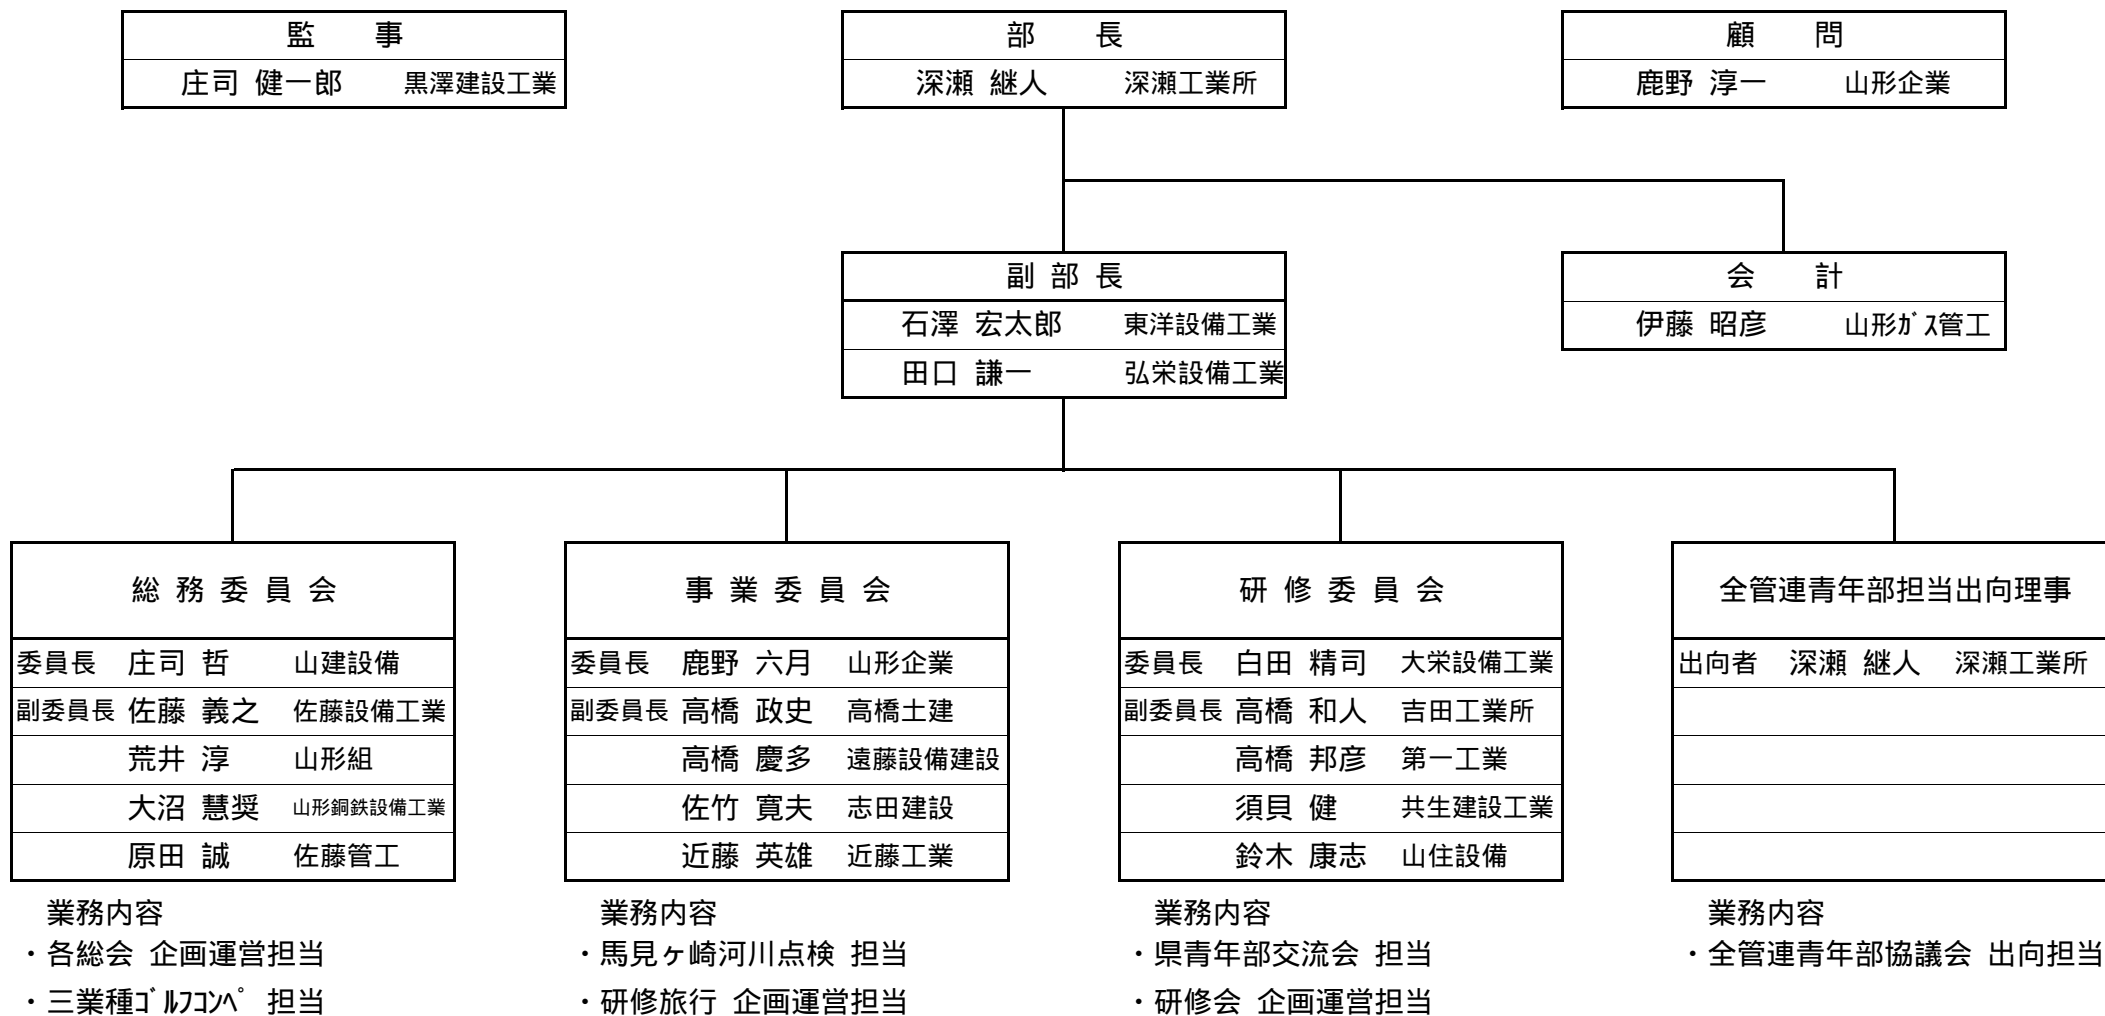 監　　事
庄司 健一郎　黒澤建設工業
部　　長
深瀬 継人　深瀬工業所
顧　　問
鹿野 淳一　山形企業
副 部 長
石澤 宏太郎　東洋設備工業
田口 謙一　弘栄設備工業
会　　計
伊藤 昭彦　山形ｶﾞｽ管工
総 務 委 員 会
委員長　庄司 哲　山建設備
副委員長 佐藤 義之　佐藤設備工業
荒井 淳　山形組
大沼 慧奨　山形銅鉄設備工業
原田 誠　佐藤管工
業務内容
・各総会 企画運営担当
・三業種ｺﾞﾙﾌｺﾝﾍﾟ 担当
事 業 委 員 会
委員長　鹿野 六月　山形企業
副委員長 高橋 政史　高橋土建
高橋 慶多　遠藤設備建設
佐竹 寛夫　志田建設
近藤 英雄　近藤工業
業務内容
・馬見ヶ崎河川点検 担当
・研修旅行 企画運営担当
研 修 委 員 会
委員長　白田 精司　大栄設備工業
副委員長 高橋 和人　吉田工業所
高橋 邦彦　第一工業
須貝 健　共生建設工業
鈴木 康志　山住設備
業務内容
・県青年部交流会 担当
・研修会 企画運営担当
全管連青年部担当出向理事
出向者　深瀬 継人　深瀬工業所
業務内容
・全管連青年部協議会 出向担当